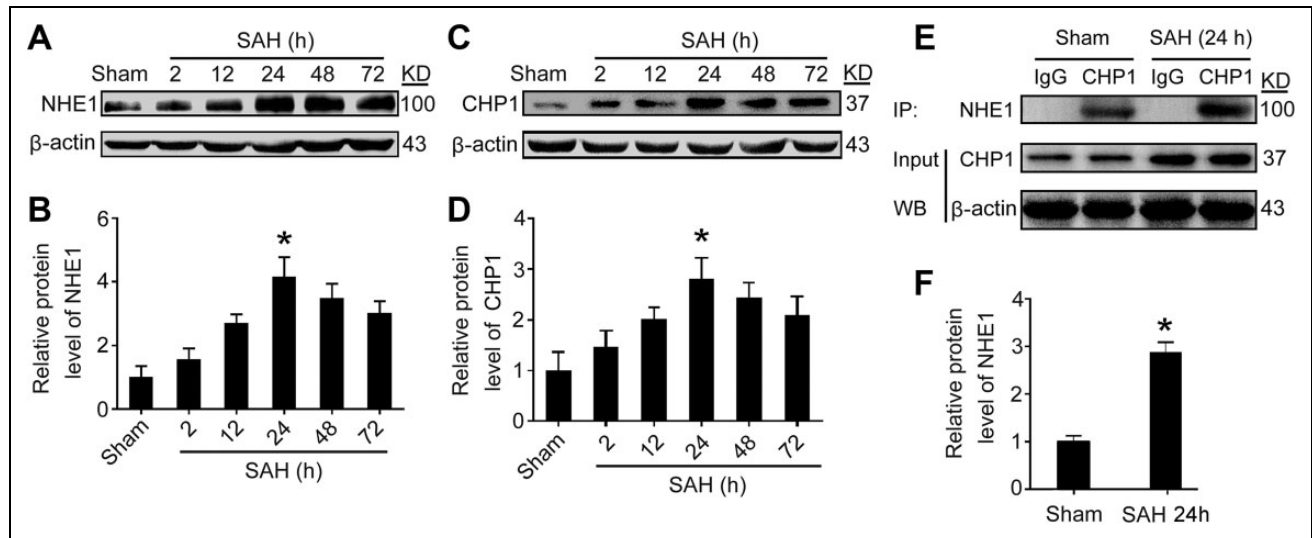 A
SAH (h)
Sham 2 12 24 48 72 KD
NHE1 100
β-actin 43
B
Relative protein
level of NHE1
6
4
2
0
*
Sham 2 12 24 48 72
SAH (h)
C
SAH (h)
Sham 2 12 24 48 72 KD
CHP1 37
β-actin 43
D
Relative protein
level of CHP1
4
3
2
1
0
*
Sham 2 12 24 48 72
SAH (h)
E
Sham SAH (24 h)
IgG CHP1 IgG CHP1 KD
IP: NHE1 100
Input CHP1 37
WB β-actin 43
F
Relative protein
level of NHE1
4
3
2
1
0
*
Sham SAH 24h